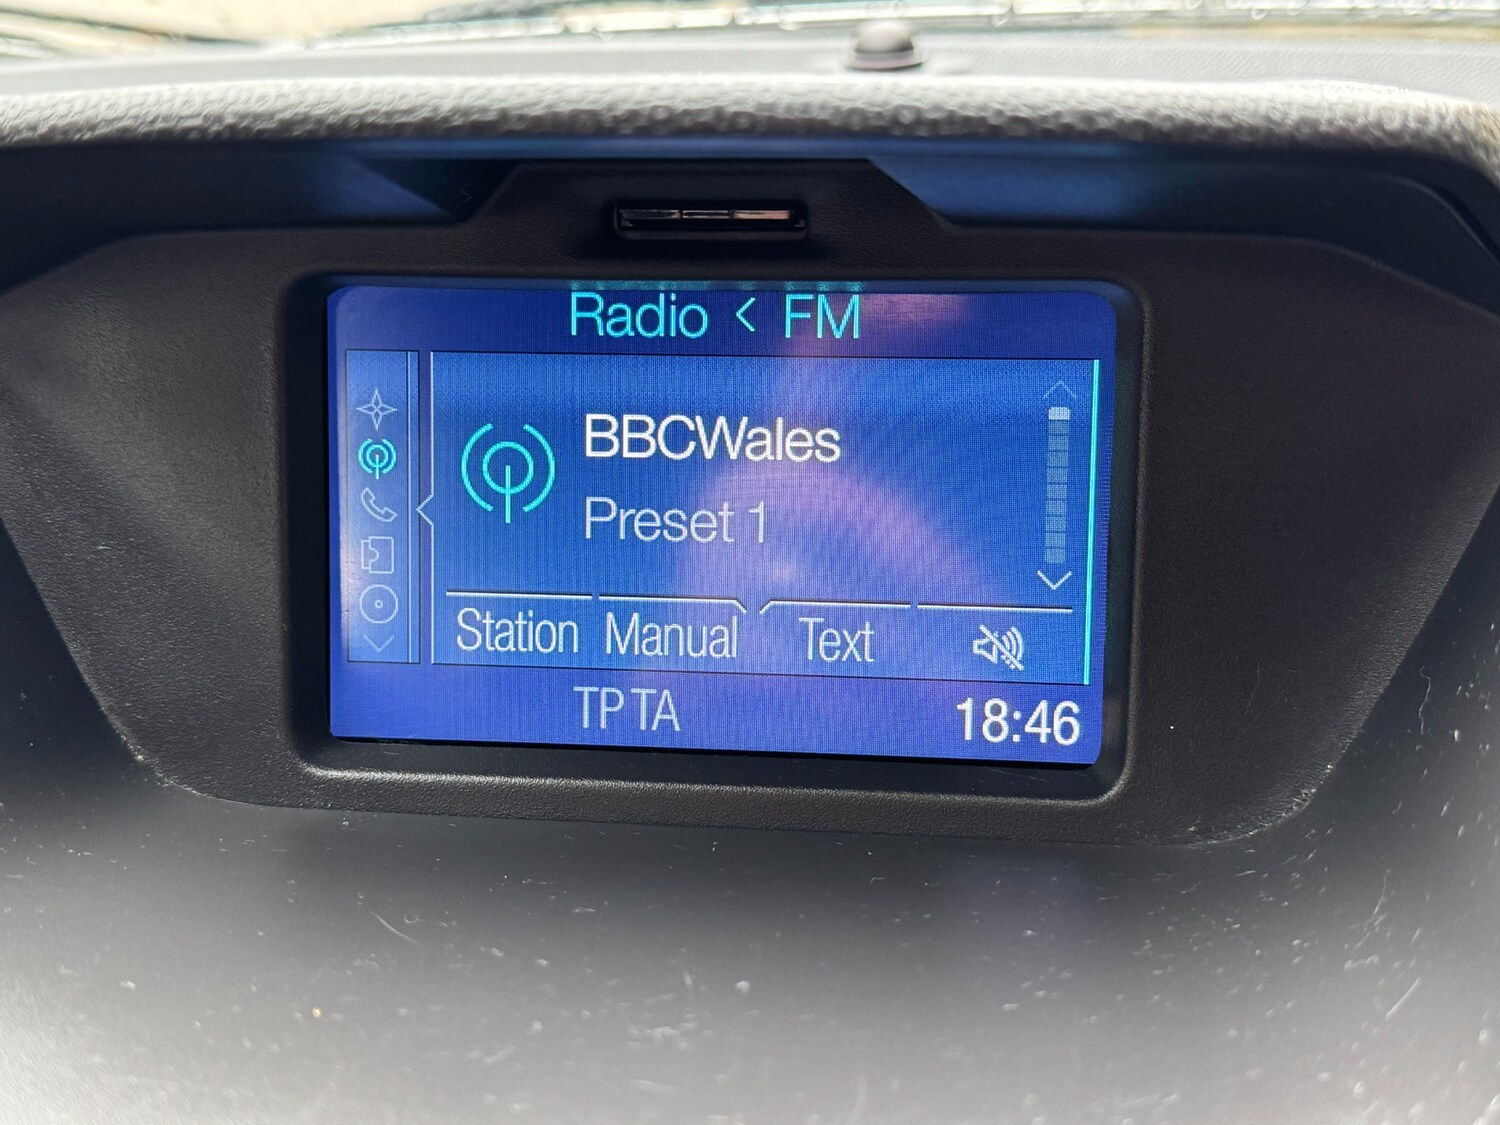 Radio < FM
BBCWales
Preset 1
Station Manual Text
TP TA 18:46